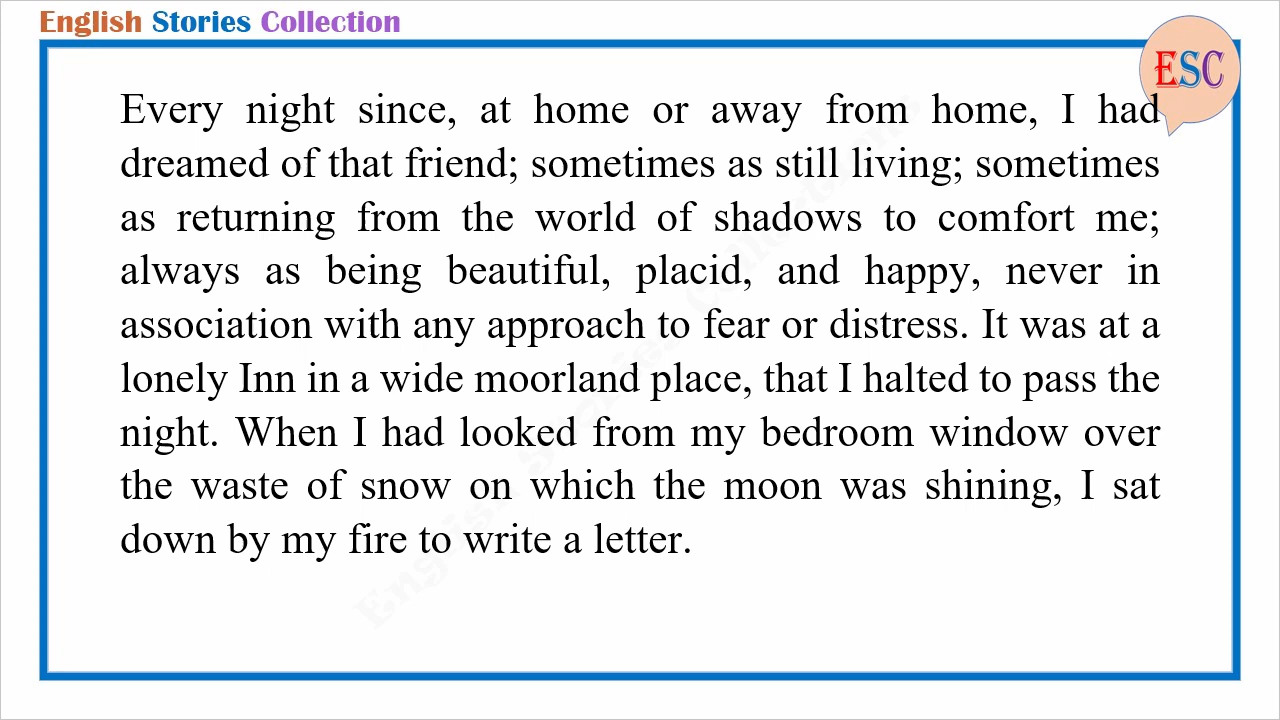 English Stories Collection
ESC
Every night since, at home or away from home, I had
dreamed of that friend; sometimes as still living; sometimes
as returning from the world of shadows to comfort me;
always as being beautiful, placid, and happy, never in
association with any approach to fear or distress. It was at a
lonely Inn in a wide moorland place, that I halted to pass the
night. When I had looked from my bedroom window over
the waste of snow on which the moon was shining, I sat
down by my fire to write a letter.